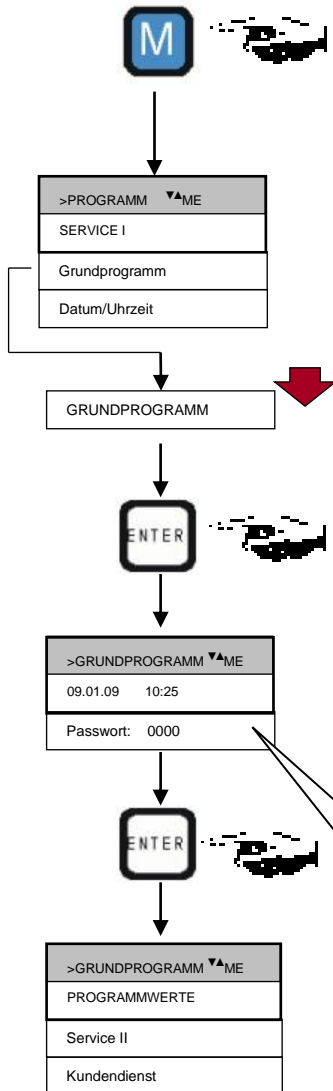 M
>PROGRAMM ▼▲ME
SERVICE I
Grundprogramm
Datum/Uhrzeit
GRUNDPROGRAMM
ENTER
>GRUNDPROGRAMM ▼▲ME
09.01.09 10:25
Passwort: 0000
ENTER
>GRUNDPROGRAMM ▼▲ME
PROGRAMMWERTE
Service II
Kundendienst